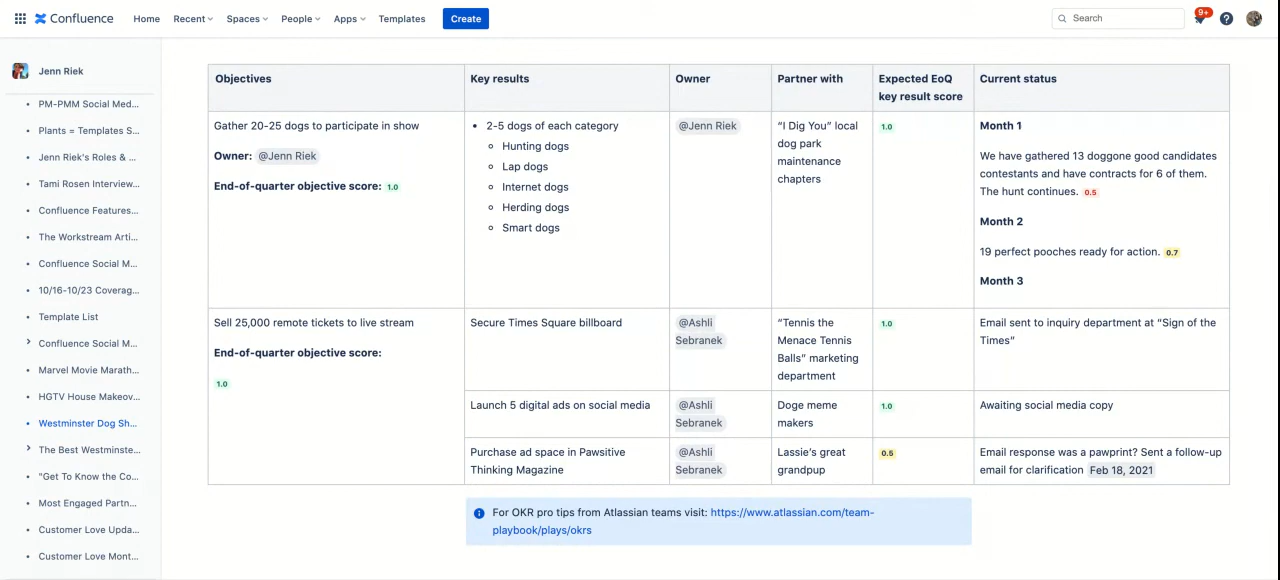 Confluence
Home
Recent
Spaces
People
Apps
Templates
Create
Search
9+
Jenn Riek
PM-PMM Social Med...
Plants = Templates S...
Jenn Riek's Roles & ...
Tami Rosen Interview...
Confluence Features...
The Workstream Arti...
Confluence Social M...
10/16-10/23 Coverag...
Template List
Confluence Social M...
Marvel Movie Marath...
HGTV House Makeov...
Westminster Dog Sh...
The Best Westminste...
"Get To Know the Co...
Most Engaged Partn...
Customer Love Upda...
Customer Love Mont...
Objectives
Key results
Owner
Partner with
Expected EoQ
key result score
Current status
Gather 20-25 dogs to participate in show
Owner: @Jenn Riek
End-of-quarter objective score: 1.0
2-5 dogs of each category
Hunting dogs
Lap dogs
Internet dogs
Herding dogs
Smart dogs
@Jenn Riek
“I Dig You” local
dog park
maintenance
chapters
1.0
Month 1
We have gathered 13 doggone good candidates
contestants and have contracts for 6 of them.
The hunt continues. 0.5
Month 2
19 perfect pooches ready for action. 0.7
Month 3
Sell 25,000 remote tickets to live stream
End-of-quarter objective score:
1.0
Secure Times Square billboard
@Ashli
Sebranek
“Tennis the
Menace Tennis
Balls” marketing
department
1.0
Email sent to inquiry department at “Sign of the
Times”
Launch 5 digital ads on social media
@Ashli
Sebranek
Doge meme
makers
1.0
Awaiting social media copy
Purchase ad space in Pawsitive
Thinking Magazine
@Ashli
Sebranek
Lassie’s great
grandpup
0.5
Email response was a pawprint? Sent a follow-up
email for clarification Feb 18, 2021
For OKR pro tips from Atlassian teams visit: https://www.atlassian.com/team-
playbook/plays/okrs